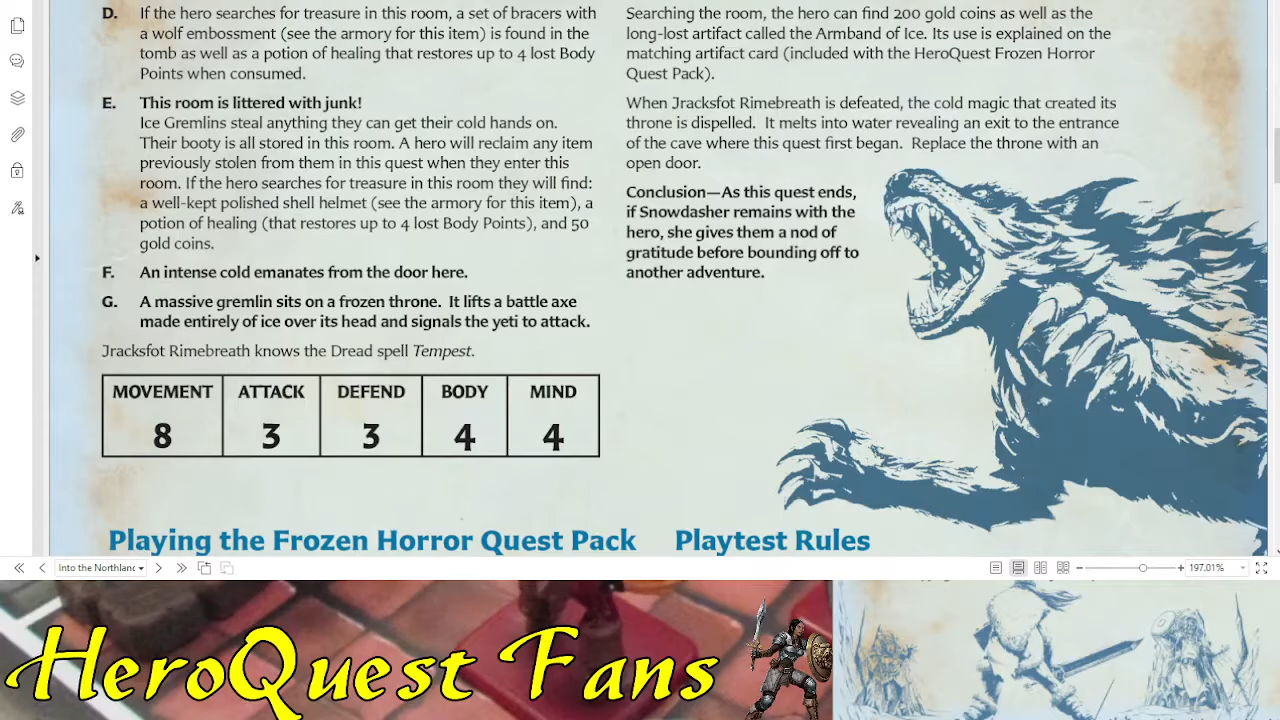 D. If the hero searches for treasure in this room, a set of bracers with
a wolf embossment (see the armory for this item) is found in the
tomb as well as a potion of healing that restores up to 4 lost Body
Points when consumed.
E. This room is littered with junk!
Ice Gremlins steal anything they can get their cold hands on.
Their booty is all stored in this room. A hero will reclaim any item
previously stolen from them in this quest when they enter this
room. If the hero searches for treasure in this room they will find:
a well-kept polished shell helmet (see the armory for this item), a
potion of healing (that restores up to 4 lost Body Points), and 50
gold coins.
F. An intense cold emanates from the door here.
G. A massive gremlin sits on a frozen throne. It lifts a battle axe
made entirely of ice over its head and signals the yeti to attack.
Jracksfot Rimebreath knows the Dread spell Tempest.
MOVEMENT ATTACK DEFEND BODY MIND
8 3 3 4 4
Searching the room, the hero can find 200 gold coins as well as the
long-lost artifact called the Armband of Ice. Its use is explained on the
matching artifact card (included with the HeroQuest Frozen Horror
Quest Pack).
When Jracksfot Rimebreath is defeated, the cold magic that created its
throne is dispelled. It melts into water revealing an exit to the entrance
of the cave where this quest first began. Replace the throne with an
open door.
Conclusion—As this quest ends,
if Snowdasher remains with the
hero, she gives them a nod of
gratitude before bounding off to
another adventure.
Playing the Frozen Horror Quest Pack
Playtest Rules
Into the Northlanc
197.01%
HeroQuest Fans